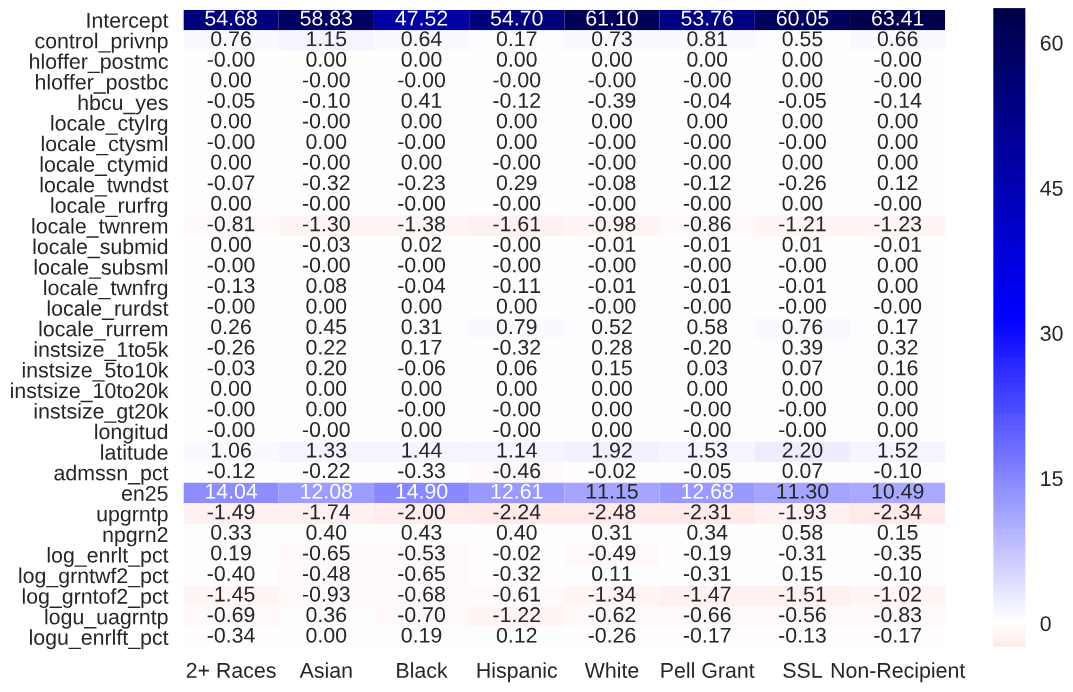 Intercept 54.68 58.83 47.52 54.70 61.10 53.76 60.05 63.41
control_privnp 0.76 1.15 0.64 0.17 0.73 0.81 0.55 0.66
hloffer_postmc -0.00 0.00 -0.00 -0.00 0.00 -0.00 0.00 -0.00
hloffer_postbc 0.00 0.00 -0.00 -0.00 -0.00 0.00 -0.00 0.00
hbcu_yes -0.05 -0.10 0.41 -0.12 -0.39 -0.04 -0.05 -0.14
locale_ctylrg 0.00 -0.00 0.00 0.00 0.00 -0.00 0.00 0.00
locale_ctysml -0.00 0.00 0.00 -0.00 -0.00 -0.00 -0.00 0.00
locale_ctymid 0.00 -0.00 -0.00 0.00 0.00 -0.00 -0.00 0.00
locale_twndst -0.07 -0.32 -0.23 0.29 -0.08 -0.12 -0.26 0.12
locale_rurfrg 0.00 -0.00 -0.00 -0.00 -0.00 -0.00 -0.00 0.00
locale_twnrem -0.81 -1.30 -1.38 -1.61 -0.98 -0.86 -1.21 -1.23
locale_submid 0.00 -0.03 0.02 -0.00 -0.01 -0.01 0.01 -0.01
locale_subsml -0.00 -0.00 -0.00 -0.00 0.00 -0.00 -0.00 0.00
locale_twnfrg -0.13 0.08 -0.04 -0.11 -0.01 -0.01 -0.01 0.00
locale_rurdst -0.00 0.00 0.00 0.00 -0.00 -0.00 0.00 -0.00
locale_rurrem 0.26 0.45 0.31 0.79 0.52 0.58 0.76 0.17
instsize_1to5k -0.26 0.22 0.17 -0.32 0.28 -0.20 0.39 0.32
instsize_5to10k -0.03 0.20 -0.06 0.06 0.15 0.03 0.07 0.16
instsize_10to20k 0.00 0.00 0.00 0.00 0.00 0.00 0.00 0.00
instsize_gt20k -0.00 0.00 -0.00 -0.00 0.00 -0.00 -0.00 0.00
longitud -0.00 -0.00 0.00 -0.00 0.00 -0.00 0.00 -0.00
latitude 1.06 1.33 1.44 1.14 1.92 1.53 2.20 1.52
admssn_pct -0.12 -0.22 -0.33 -0.46 -0.02 -0.05 0.07 -0.10
en25 14.04 12.08 14.90 12.61 11.15 12.68 11.30 10.49
upgrntp -1.49 -1.74 -2.00 -2.24 -2.48 -2.31 -1.93 -2.34
npgrn2 0.33 0.40 0.43 0.40 0.31 0.34 0.58 0.15
log_enrlt_pct 0.19 -0.65 -0.53 -0.02 -0.49 -0.19 -0.31 -0.35
log_grntwf2_pct -0.40 -0.48 -0.65 -0.32 0.11 -0.31 0.15 -0.10
log_grntof2_pct -1.45 -0.93 -0.68 -0.61 -1.34 -1.47 -1.51 -1.02
logu_uagrntp -0.69 0.36 -0.70 -1.22 -0.62 -0.66 -0.56 -0.83
logu_enrlft_pct -0.34 0.00 0.19 0.12 -0.26 -0.17 -0.13 -0.17
2+ Races Asian Black Hispanic White Pell Grant SSL Non-Recipient
60
45
30
15
0